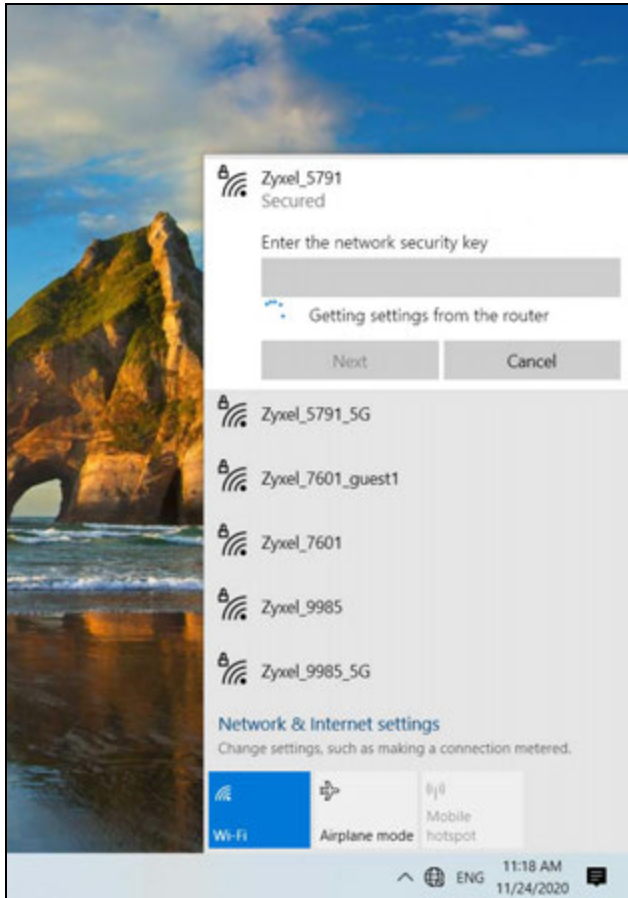 Zyxel_5791
Secured
Enter the network security key
Getting settings from the router
Next Cancel
Zyxel_5791_5G
Zyxel_7601_guest1
Zyxel_7601
Zyxel_9985
Zyxel_9985_5G
Network & Internet settings
Change settings, such as making a connection metered.
Wi-Fi
Airplane mode
Mobile
hotspot
ENG
11:18 AM
11/24/2020